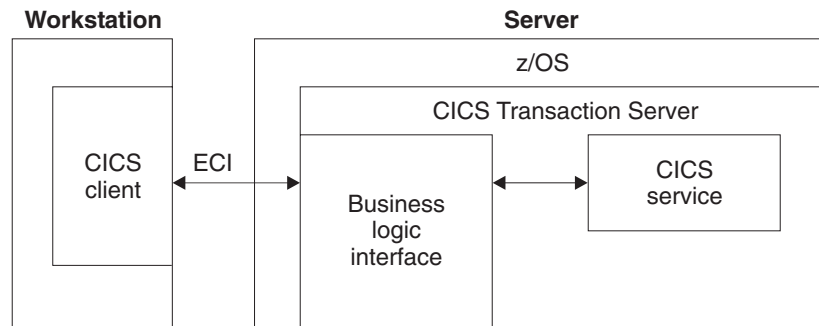 Workstation
Server
z/OS
CICS Transaction Server
CICS
client
ECI
Business
logic
interface
CICS
service